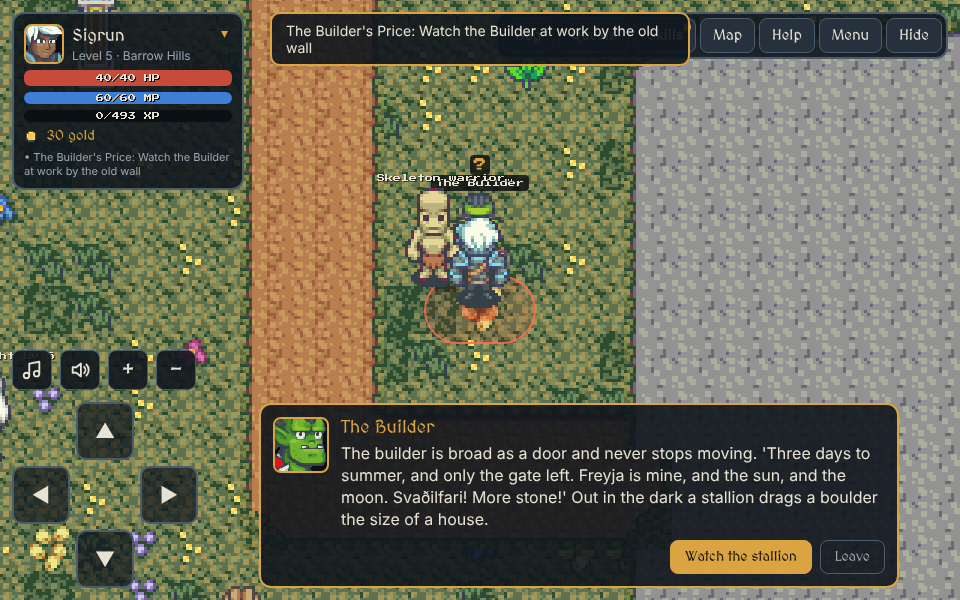 Sigrun
Level 5 · Barrow Hills
40/40 HP
60/60 MP
0/493 XP
30 gold
• The Builder's Price: Watch the Builder
at work by the old wall
The Builder's Price: Watch the Builder at work by the old
wall
Map
Help
Menu
Hide
?
Skeleton warrior
The Builder
+
−
The Builder
The builder is broad as a door and never stops moving. 'Three days to
summer, and only the gate left. Freyja is mine, and the sun, and the
moon. Svaðilfari! More stone!' Out in the dark a stallion drags a boulder
the size of a house.
Watch the stallion
Leave